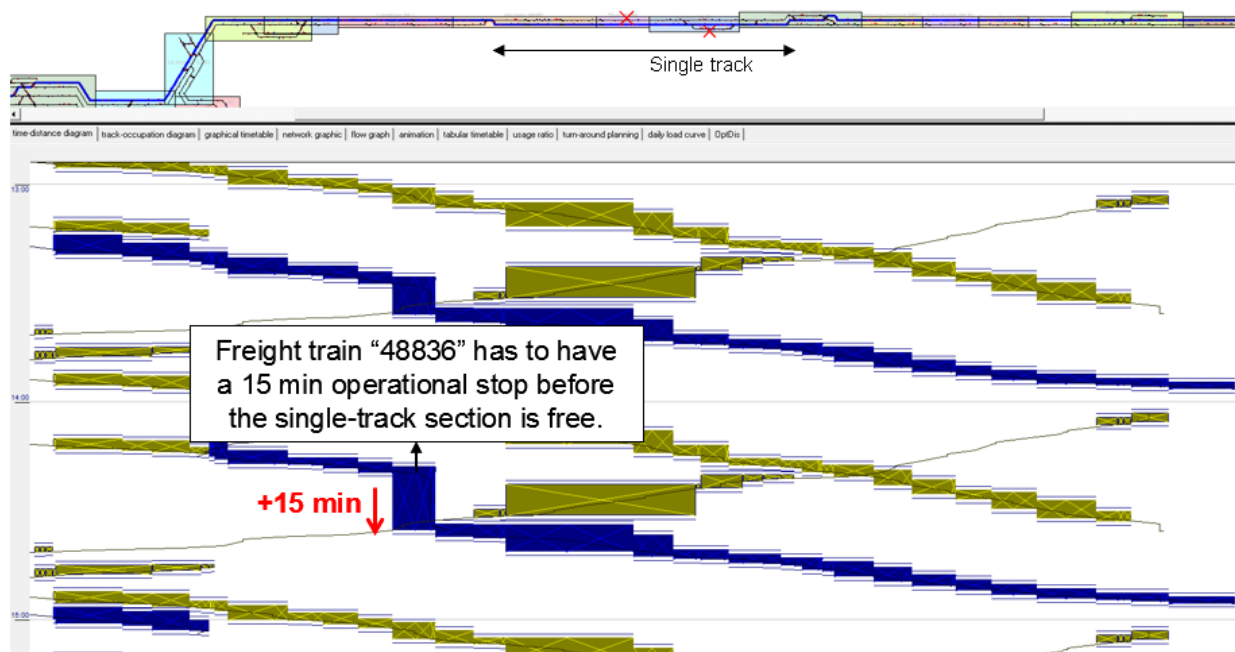 Single track
time-distance diagram | track-occupation diagram | graphical timetable | network graphic | flow graph | animation | tabular timetable | usage ratio | turn-around planning | daily load curve | OptDis |
13:00
Freight train “48836” has to have
a 15 min operational stop before
the single-track section is free.
14:00
+15 min
15:00